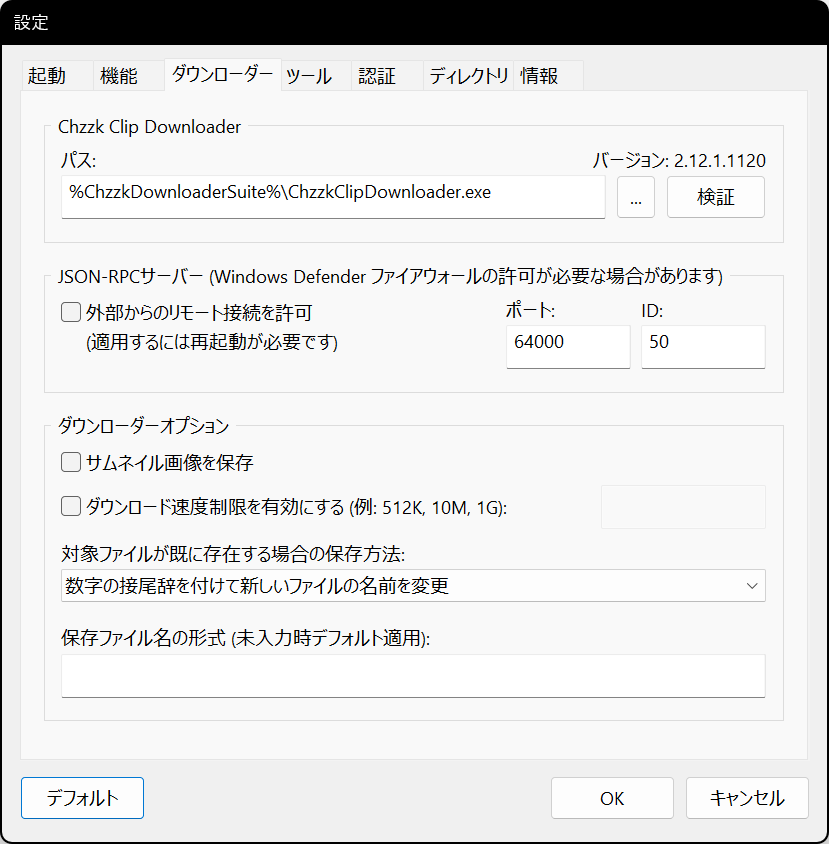 設定
起動 機能 ダウンローダー ツール 認証 ディレクトリ 情報
Chzzk Clip Downloader
パス: バージョン: 2.12.1.1120
%ChzzkDownloaderSuite%\ChzzkClipDownloader.exe ... 検証
JSON-RPCサーバー (Windows Defender ファイアウォールの許可が必要な場合があります)
外部からのリモート接続を許可 ポート: ID:
(適用するには再起動が必要です) 64000 50
ダウンローダーオプション
サムネイル画像を保存
ダウンロード速度制限を有効にする (例: 512K, 10M, 1G):
対象ファイルが既に存在する場合の保存方法:
数字の接尾辞を付けて新しいファイルの名前を変更
保存ファイル名の形式 (未入力時デフォルト適用):
デフォルト OK キャンセル